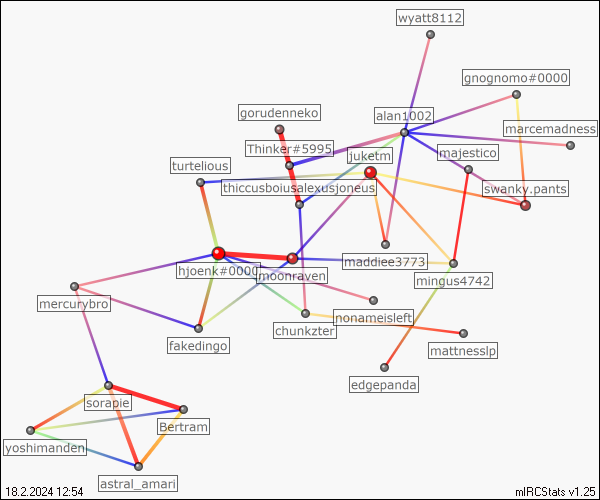 wyatt8112
gnognomo#0000
gorudenneko
alan1002
marcemadness
Thinker#5995
juketm
majestico
turtelious
thiccusboiusalexusjoneus
swanky.pants
hjoenk#0000
moonraven
maddiee3773
mingus4742
mercurybro
nonameisleft
chunkzter
fakedingo
mattnesslp
edgepanda
sorapie
Bertram
yoshimanden
astral_amari
18.2.2024 12:54
mIRCStats v1.25